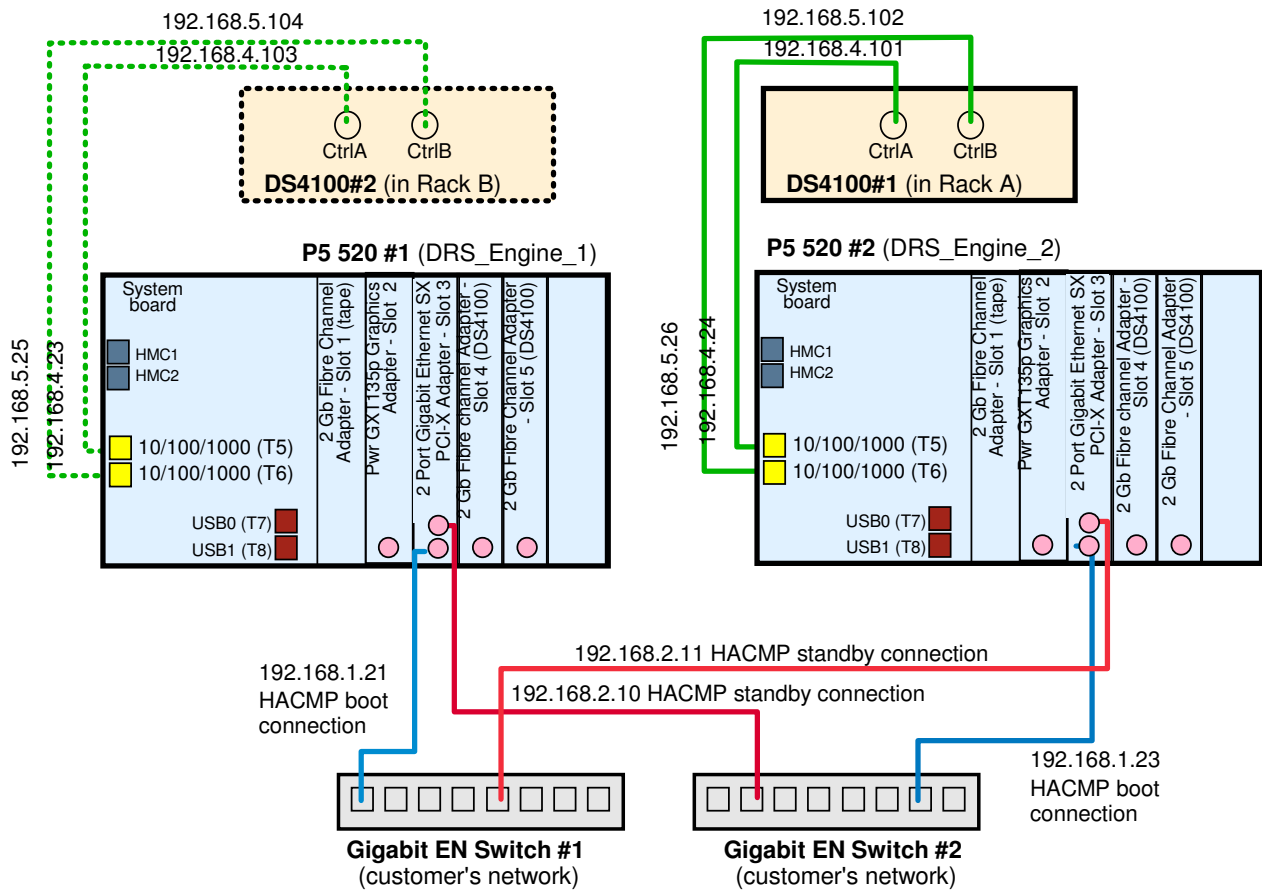 192.168.5.104
192.168.4.103
CtrlA CtrlB
DS4100#2 (in Rack B)
192.168.5.102
192.168.4.101
CtrlA CtrlB
DS4100#1 (in Rack A)
P5 520 #1 (DRS_Engine_1)
System
board
HMC1
HMC2
10/100/1000 (T5)
10/100/1000 (T6)
USB0 (T7)
USB1 (T8)
192.168.5.25
192.168.4.23
2 Gb Fibre Channel
Adapter - Slot 1 (tape)
Pwr GXT135p Graphics
Adapter - Slot 2
2 Port Gigabit Ethernet SX
PCI-X Adapter - Slot 3
2 Gb Fibre channel Adapter -
Slot 4 (DS4100)
2 Gb Fibre Channel Adapter
- Slot 5 (DS4100)
P5 520 #2 (DRS_Engine_2)
System
board
HMC1
HMC2
10/100/1000 (T5)
10/100/1000 (T6)
USB0 (T7)
USB1 (T8)
192.168.5.26
192.168.4.24
2 Gb Fibre Channel
Adapter - Slot 1 (tape)
Pwr GXT135p Graphics
Adapter - Slot 2
2 Port Gigabit Ethernet SX
PCI-X Adapter - Slot 3
2 Gb Fibre channel Adapter -
Slot 4 (DS4100)
2 Gb Fibre Channel Adapter
- Slot 5 (DS4100)
192.168.1.21
HACMP boot
connection
192.168.2.11 HACMP standby connection
192.168.2.10 HACMP standby connection
192.168.1.23
HACMP boot
connection
Gigabit EN Switch #1
(customer's network)
Gigabit EN Switch #2
(customer's network)